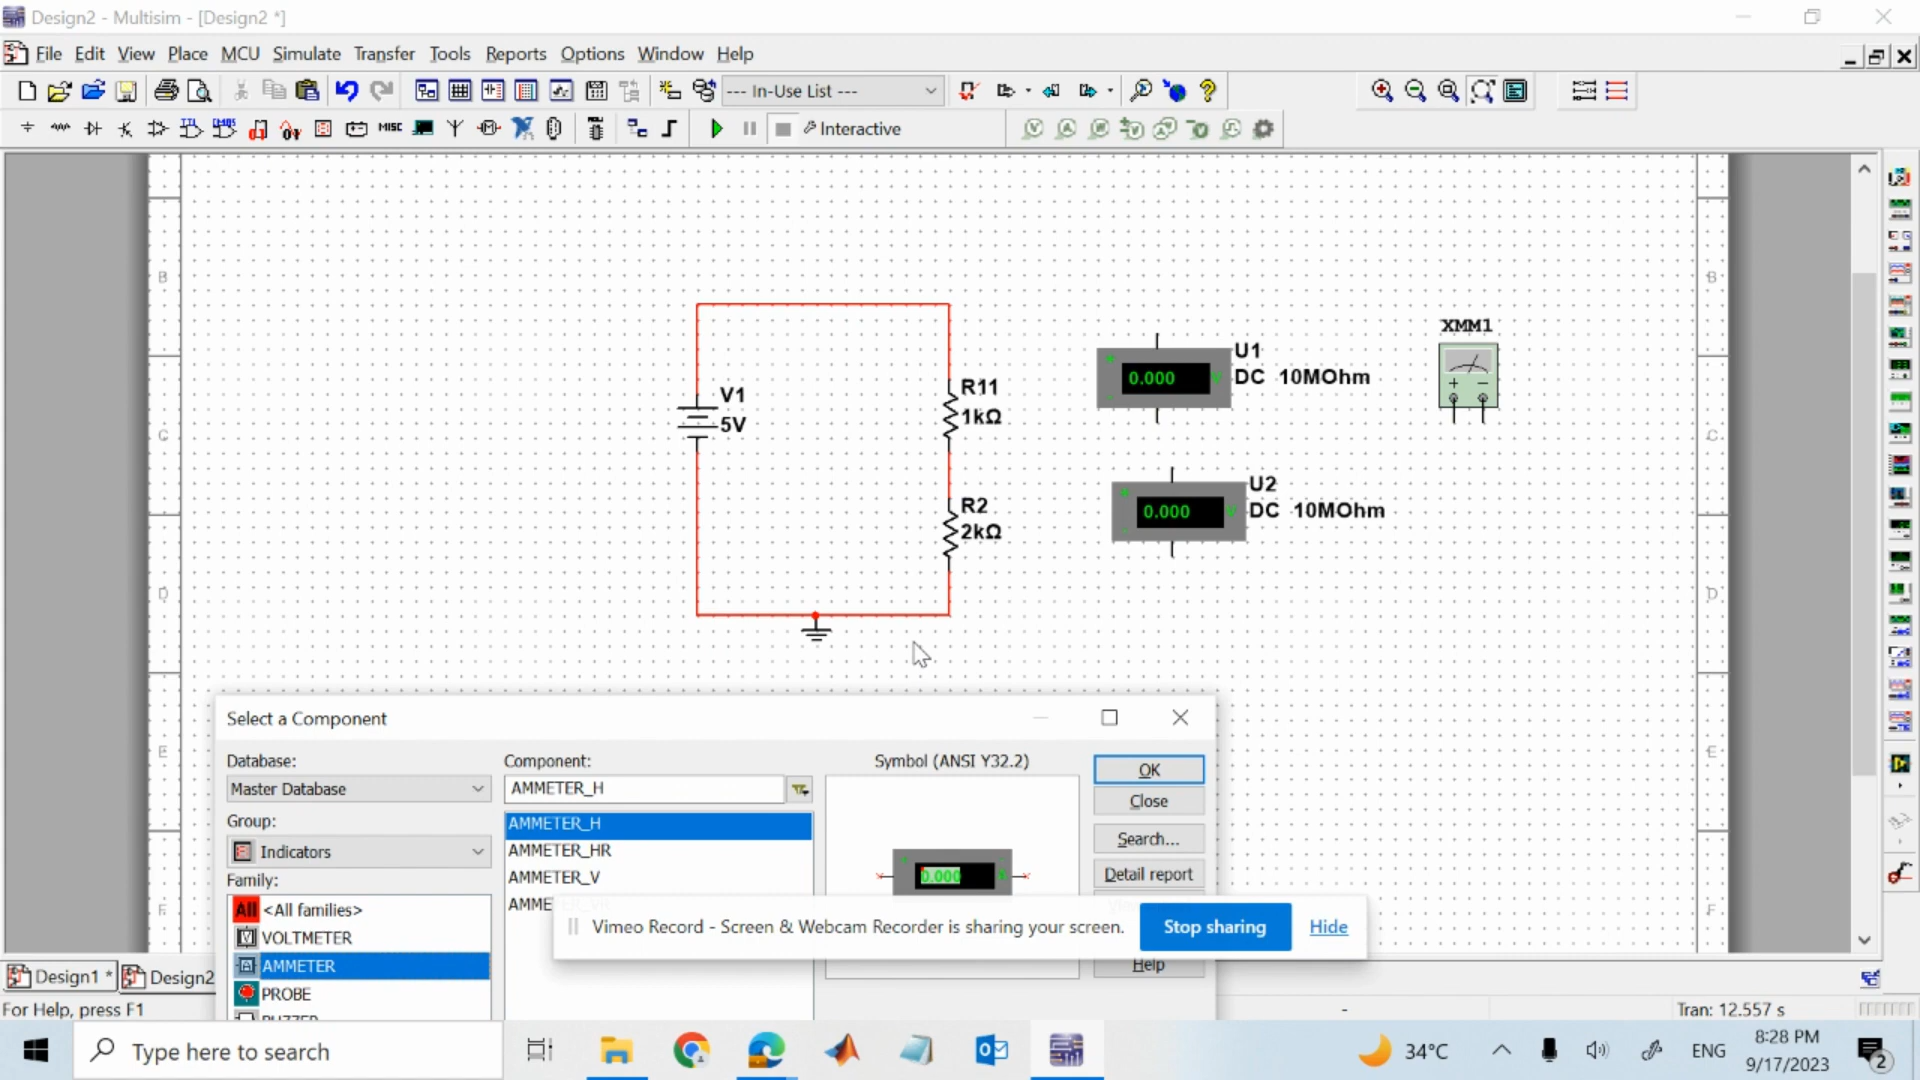 Design2 - Multisim - [Design2 *]
File Edit View Place MCU Simulate Transfer Tools Reports Options Window Help
--- In-Use List ---
MISC
Interactive
B
B
C
C
D
D
E
E
F
F
V1
5V
R11
1kΩ
R2
2kΩ
0.000
U1
DC 10MOhm
0.000
U2
DC 10MOhm
XMM1
Select a Component
Database:
Master Database
Group:
Indicators
Family:
All <All families>
VOLTMETER
AMMETER
PROBE
Component:
AMMETER_H
AMMETER_H
AMMETER_HR
AMMETER_V
AMME
Symbol (ANSI Y32.2)
0.000
OK
Close
Search...
Detail report
Help
Vimeo Record - Screen & Webcam Recorder is sharing your screen. Stop sharing Hide
Design1 * Design2
For Help, press F1
-
Tran: 12.557 s
Type here to search
34°C
ENG
8:28 PM
9/17/2023
2